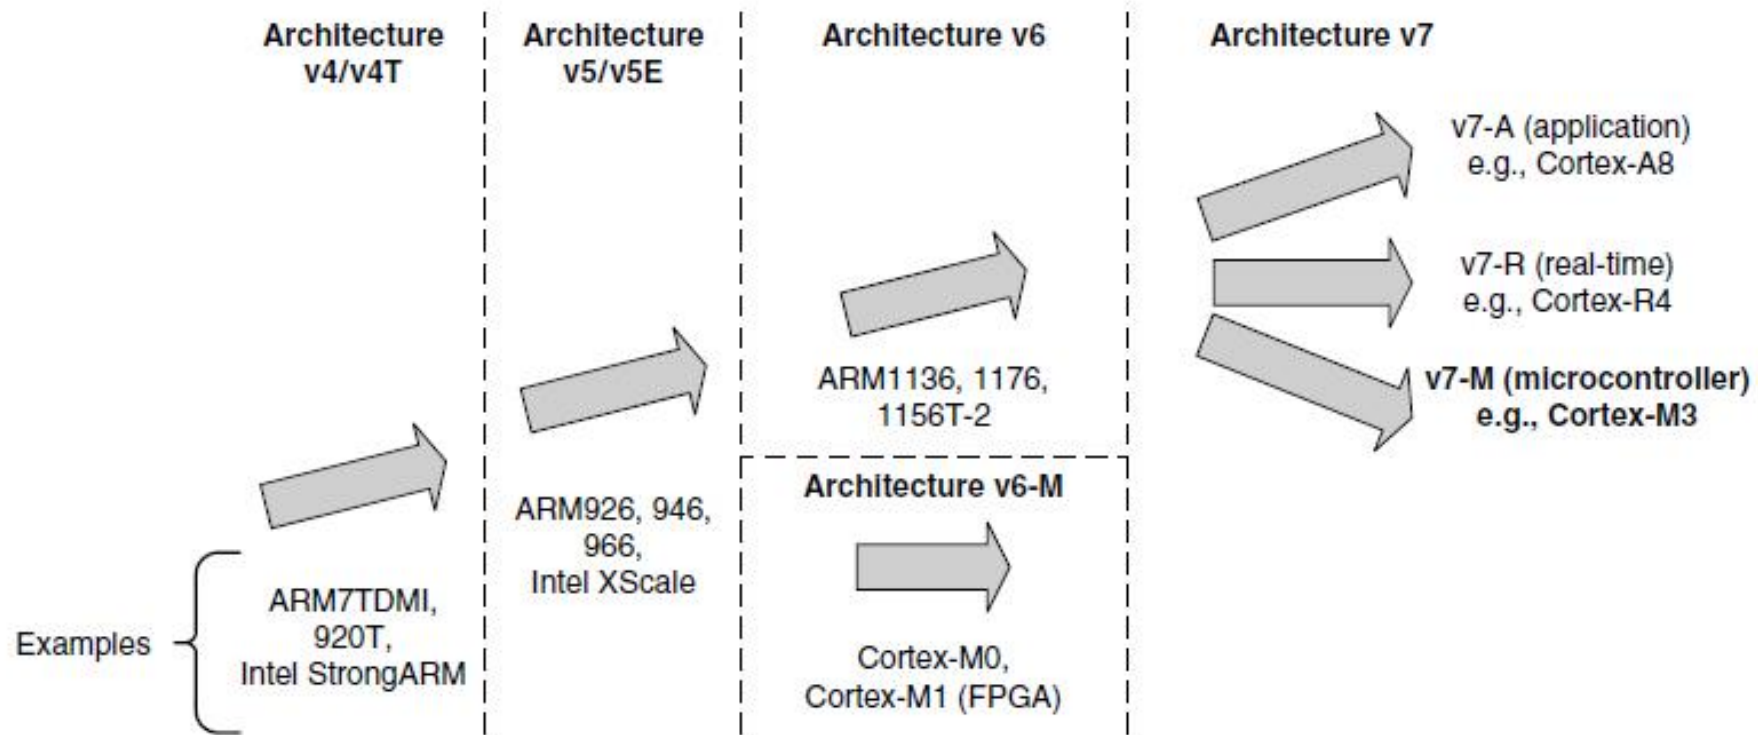 Architecture
v4/v4T
Architecture
v5/v5E
Architecture v6
Architecture v7
v7-A (application)
e.g., Cortex-A8
v7-R (real-time)
e.g., Cortex-R4
v7-M (microcontroller)
e.g., Cortex-M3
ARM1136, 1176,
1156T-2
Architecture v6-M
Cortex-M0,
Cortex-M1 (FPGA)
ARM926, 946,
966,
Intel XScale
Examples
ARM7TDMI,
920T,
Intel StrongARM